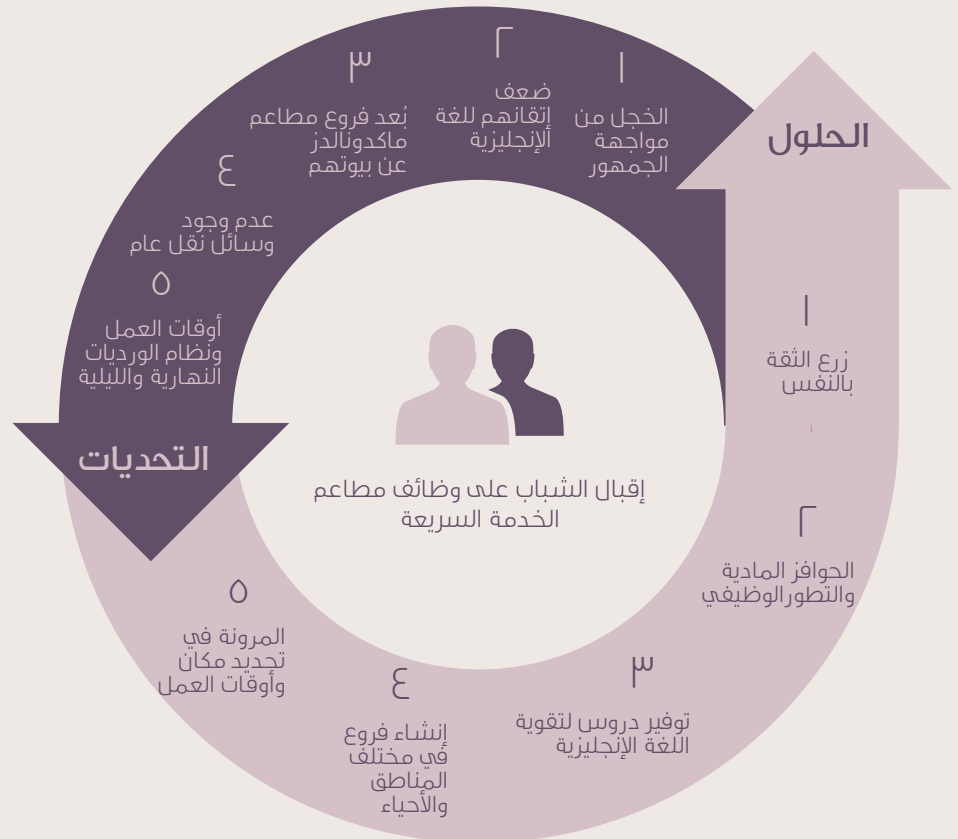 التحديات
١
الخجل من
مواجهة
الجمهور
٢
ضعف
إتقانهم للغة
الإنجليزية
٣
بُعد فروع مطاعم
ماكدونالدز
عن بيوتهم
٤
عدم وجود
وسائل نقل عام
٥
أوقات العمل
ونظام الورديات
النهارية والليلية
إقبال الشباب على وظائف مطاعم
الخدمة السريعة
الحلول
١
زرع الثقة
بالنفس
٢
الحوافز المادية
والتطورالوظيفي
٣
توفير دروس لتقوية
اللغة الإنجليزية
٤
إنشاء فروع
في مختلف
المناطق
والأحياء
٥
المرونة في
تحديد مكان
وأوقات العمل